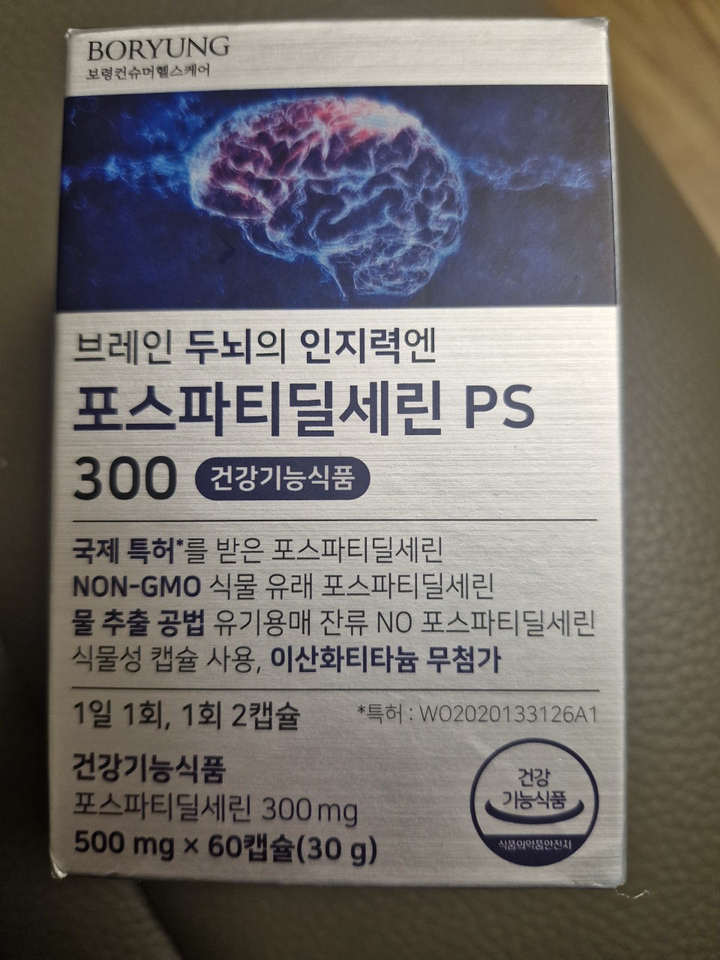 BORYUNG
보령컨슈머헬스케어
브레인 두뇌의 인지력엔
포스파티딜세린 PS
300 건강기능식품
국제 특허*를 받은 포스파티딜세린
NON-GMO 식물 유래 포스파티딜세린
물 추출 공법 유기용매 잔류 NO 포스파티딜세린
식물성 캡슐 사용, 이산화티타늄 무첨가
1일 1회, 1회 2캡슐 *특허 : WO2020133126A1
건강기능식품
포스파티딜세린 300 mg
500 mg × 60캡슐(30 g)
건강
기능식품
식품의약품안전처